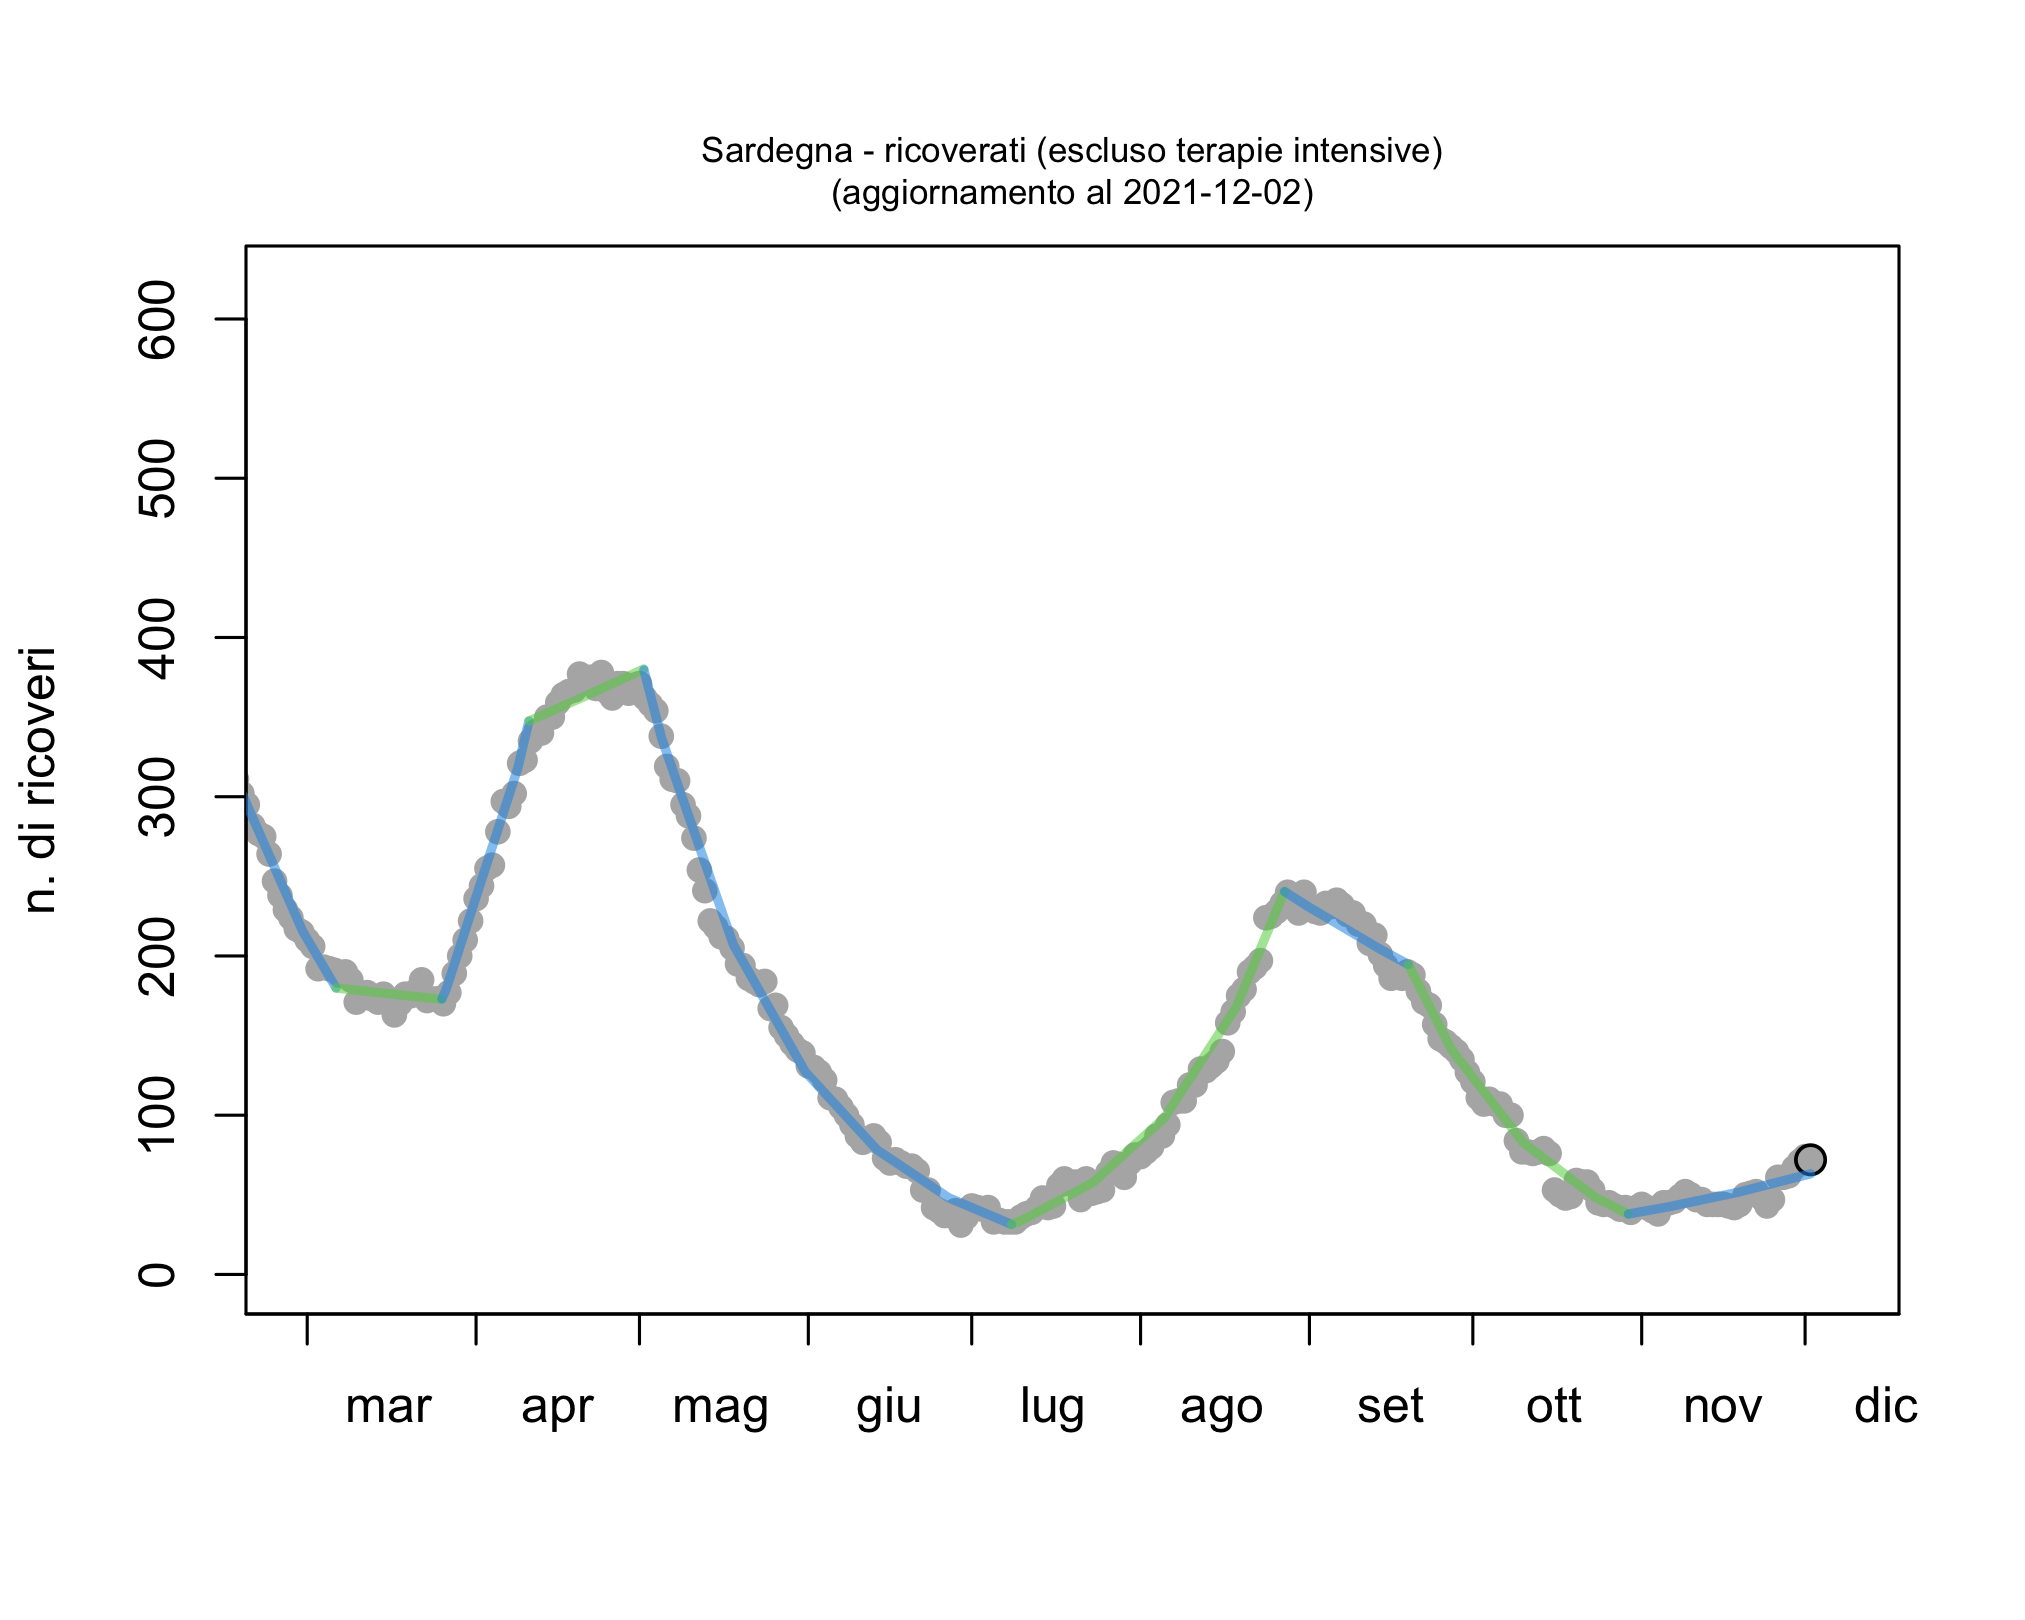 Sardegna - ricoverati (escluso terapie intensive)
(aggiornamento al 2021-12-02)
n. di ricoveri
600
500
400
300
200
100
0
mar apr mag giu lug ago set ott nov dic